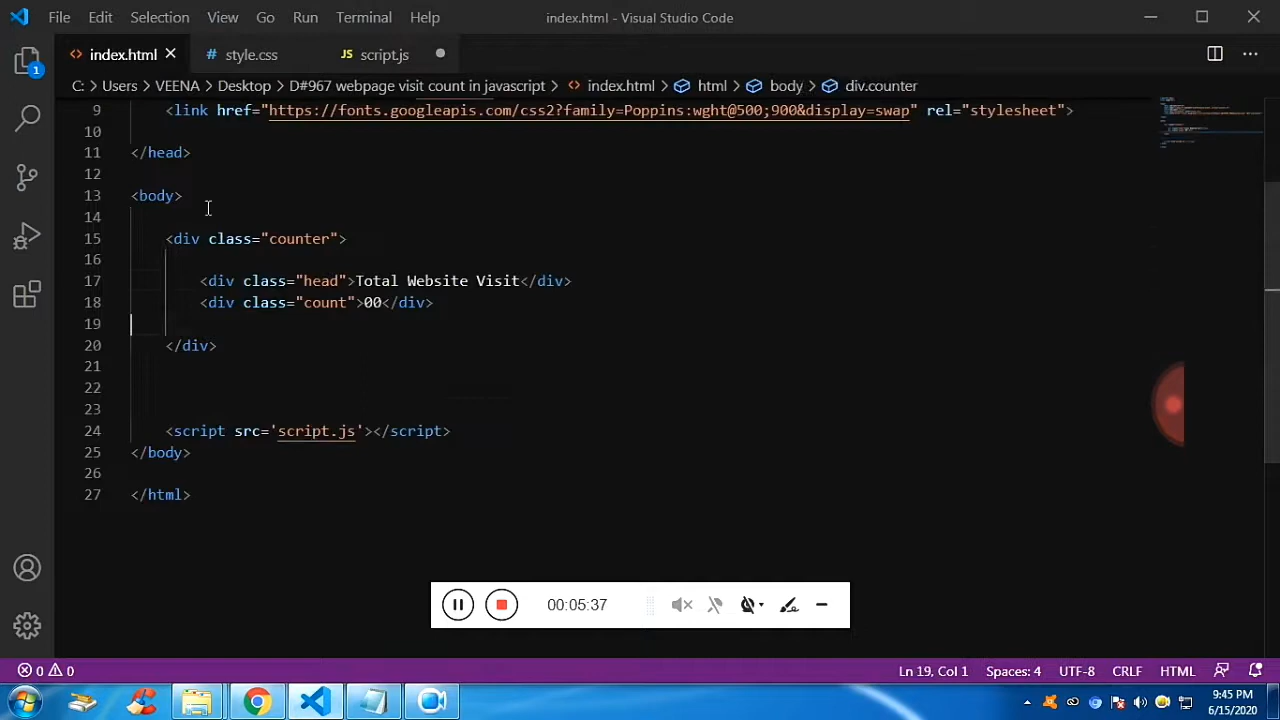 File Edit Selection View Go Run Terminal Help index.html - Visual Studio Code
index.html # style.css JS script.js
1
C: > Users > VEENA > Desktop > D#967 webpage visit count in javascript > index.html > html > body > div.counter
9 <link href="https://fonts.googleapis.com/css2?family=Poppins:wght@500;900&display=swap" rel="stylesheet">
10
11 </head>
12
13 <body>
14
15 <div class="counter">
16
17 <div class="head">Total Website Visit</div>
18 <div class="count">00</div>
19
20 </div>
21
22
23
24 <script src='script.js'></script>
25 </body>
26
27 </html>
00:05:37
0 0 Ln 19, Col 1 Spaces: 4 UTF-8 CRLF HTML
9:45 PM
6/15/2020